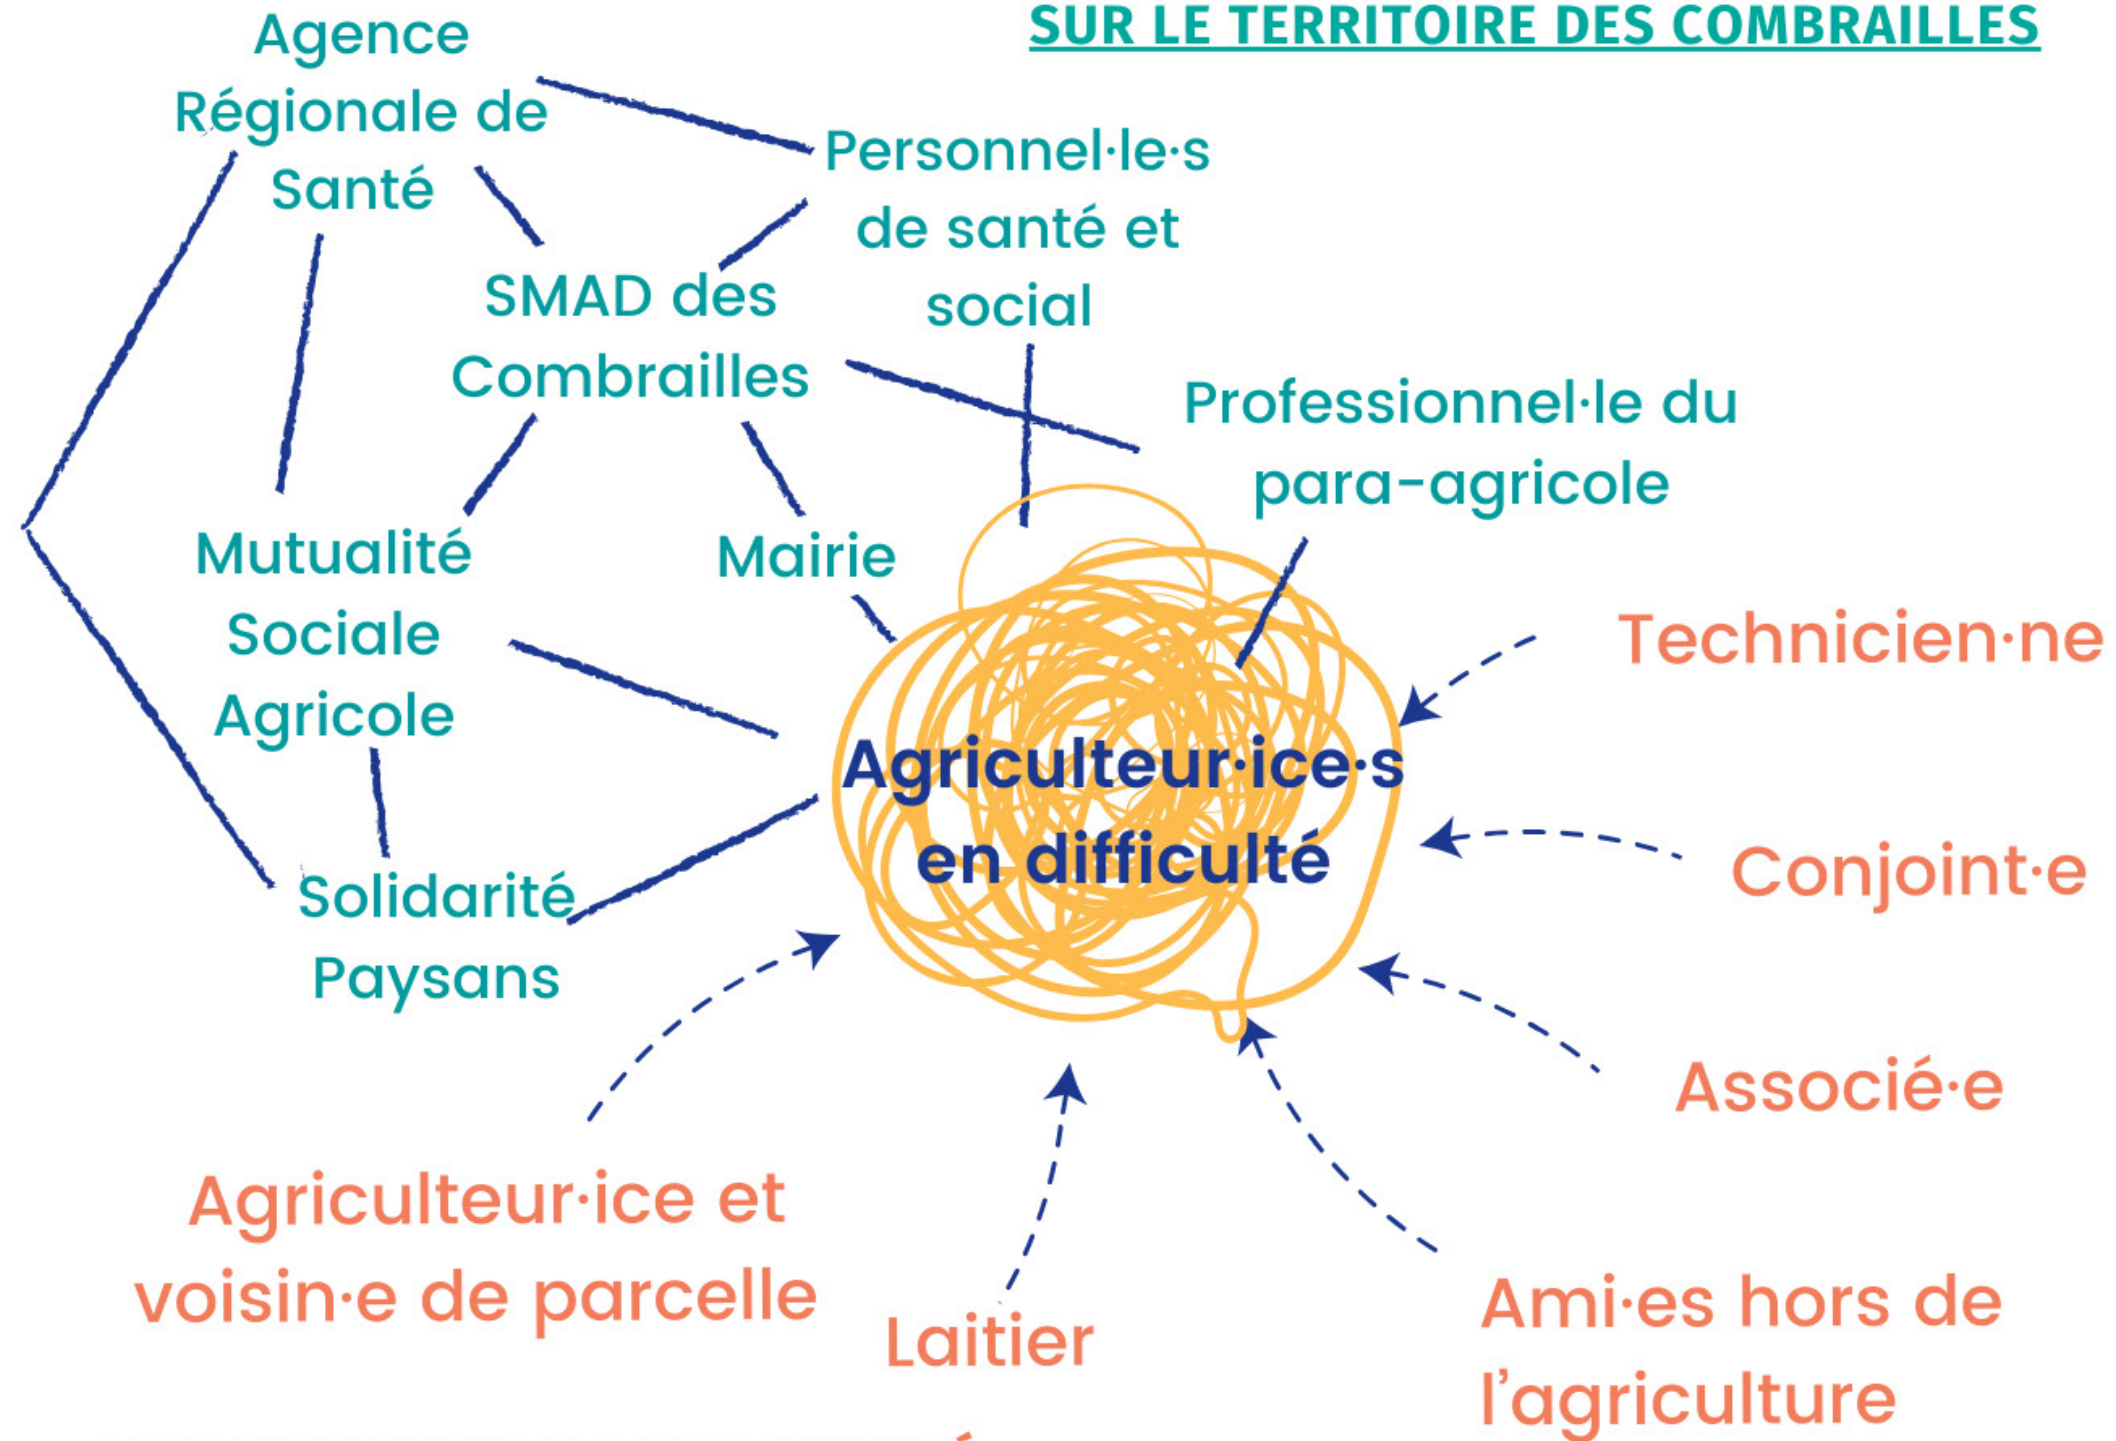 SUR LE TERRITOIRE DES COMBRAILLES
Agence
Régionale de
Santé
Personnel·le·s
de santé et
social
SMAD des
Combrailles
Professionnel·le du
para-agricole
Mutualité
Sociale
Agricole
Mairie
Technicien·ne
Agriculteur·ice·s
en difficulté
Conjoint·e
Solidarité
Paysans
Associé·e
Agriculteur·ice et
voisin·e de parcelle
Laitier
Ami·es hors de
l’agriculture